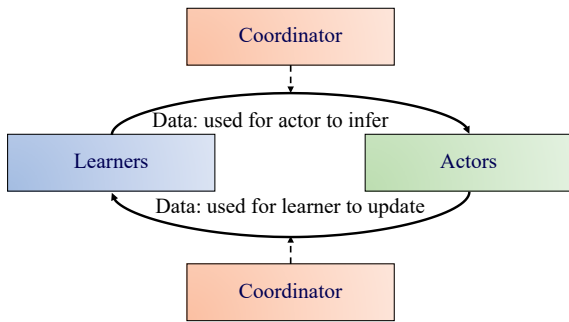 Coordinator
Data: used for actor to infer
Learners
Actors
Data: used for learner to update
Coordinator